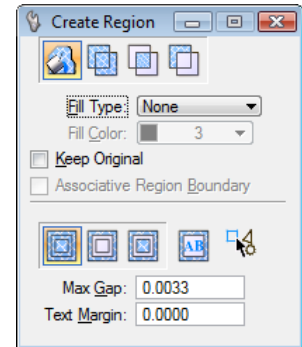 Create Region
Fill Type: None
Fill Color: 3
Keep Original
Associative Region Boundary
AB
Max Gap: 0.0033
Text Margin: 0.0000